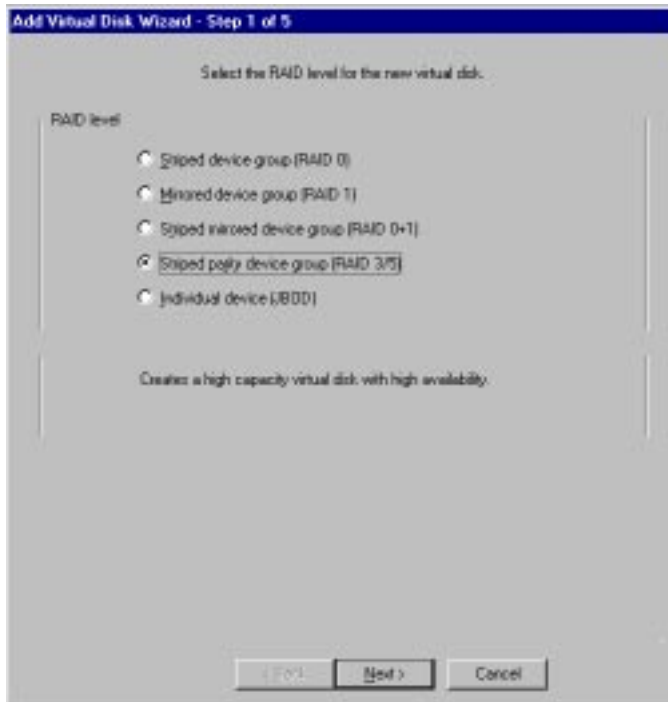 Add Virtual Disk Wizard - Step 1 of 5
Select the RAID level for the new virtual disk.
RAID level
Striped device group (RAID 0)
Mirrored device group (RAID 1)
Striped mirrored device group (RAID 0+1)
Striped parity device group (RAID 3/5)
Individual device (JBOD)
Creates a high capacity virtual disk with high availability.
< Back
Next >
Cancel